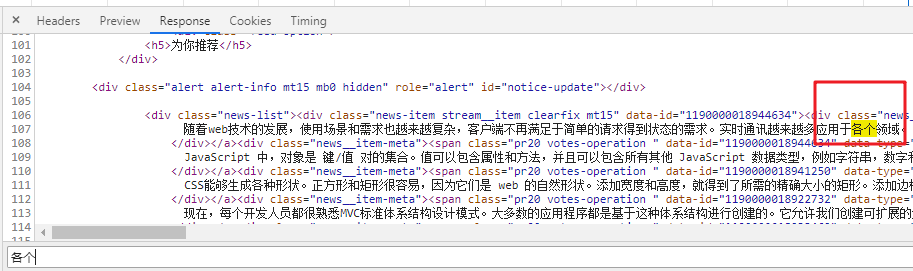 × Headers Preview Response Cookies Timing
101 <h5>为你推荐</h5>
102 </div>
103
104 <div class="alert alert-info mt15 mb0 hidden" role="alert" id="notice-update"></div>
105
106 <div class="news-list"><div class="news-item stream__item clearfix mt15" data-id="1190000018944634"><div class="news_
107 随着web技术的发展，使用场景和需求也越来越复杂，客户端不再满足于简单的请求得到状态的需求。实时通讯越来越多应用于各个领域，
108 </div></a><div class="news__item-meta"><span class="pr20 votes-operation " data-id="1190000018944634" data-type=
109 JavaScript 中，对象是 键/值 对的集合。值可以包含属性和方法，并且可以包含所有其他 JavaScript 数据类型，例如字符串，数字和
110 </div></a><div class="news__item-meta"><span class="pr20 votes-operation " data-id="1190000018941250" data-type=
111 CSS能够生成各种形状。正方形和矩形很容易，因为它们是 web 的自然形状。添加宽度和高度，就得到了所需的精确大小的矩形。添加边框
112 </div></a><div class="news__item-meta"><span class="pr20 votes-operation " data-id="1190000018922732" data-type=
113 现在，每个开发人员都很熟悉MVC标准体系结构设计模式。大多数的应用程序都是基于这种体系结构进行创建的。它允许我们创建可扩展的
114
115
各个